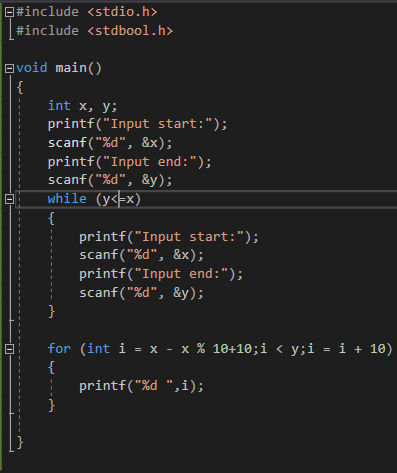 #include <stdio.h>
#include <stdbool.h>
void main()
{
int x, y;
printf("Input start:");
scanf("%d", &x);
printf("Input end:");
scanf("%d", &y);
while (y<=x)
{
printf("Input start:");
scanf("%d", &x);
printf("Input end:");
scanf("%d", &y);
}
for (int i = x - x % 10+10;i < y;i = i + 10)
{
printf("%d ",i);
}
}